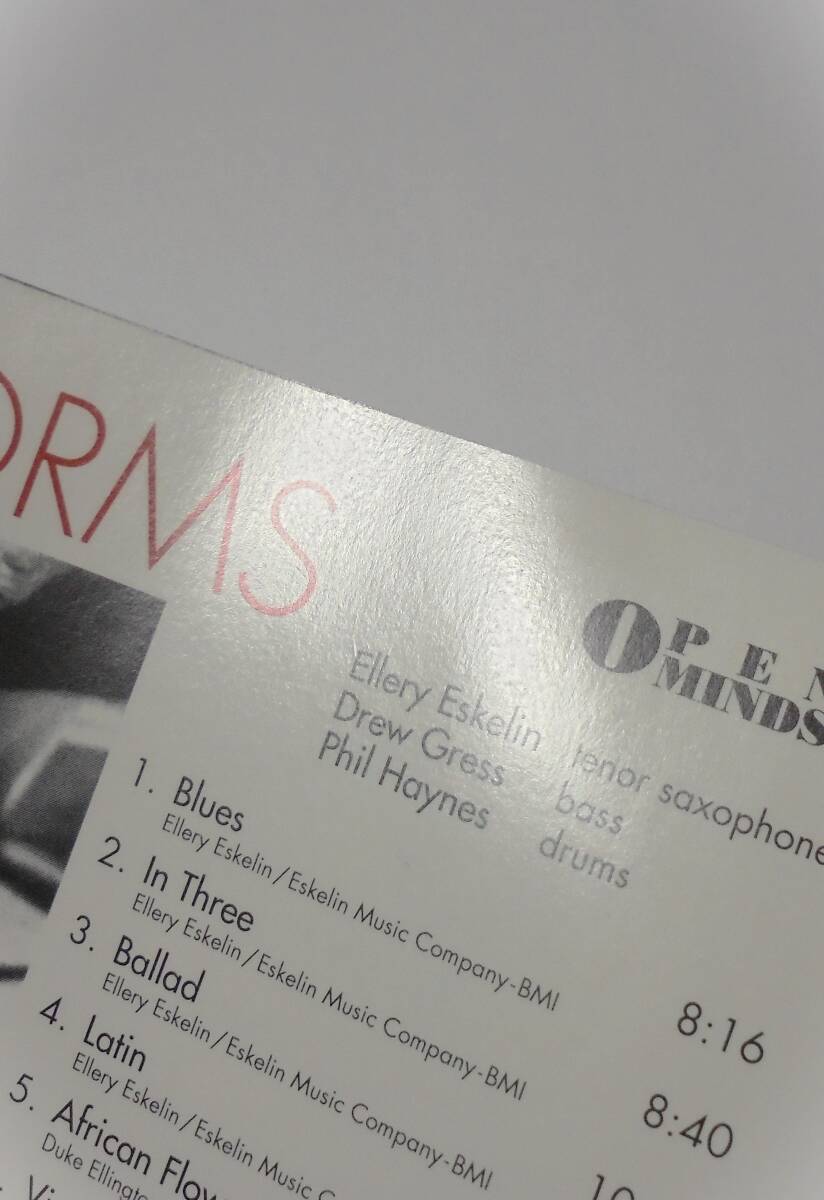 ORMS
OPEN
MINDS
Ellery Eskelin tenor saxophone
Drew Gress bass
Phil Haynes drums
1. Blues 8:16
Ellery Eskelin/Eskelin Music Company-BMI
2. In Three 8:40
Ellery Eskelin/Eskelin Music Company-BMI
3. Ballad 10
Ellery Eskelin/Eskelin Music Company-BMI
4. Latin
Ellery Eskelin/Eskelin Music C
5. African Flow
Duke Ellingt